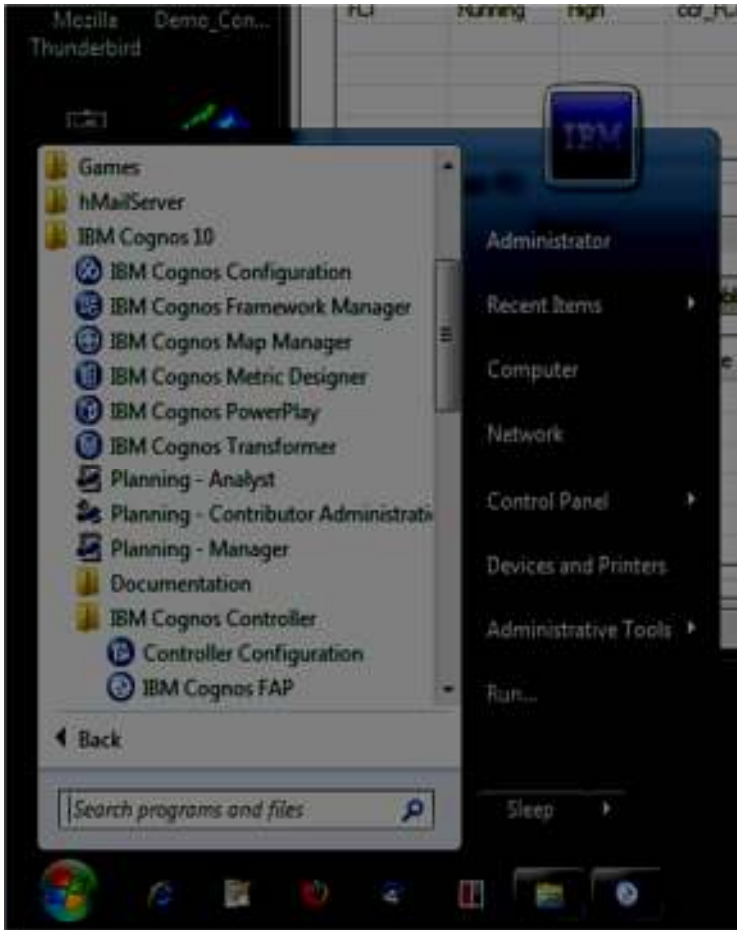 Mozilla
Thunderbird
Demo_Con...
FCI Running High
IBM
Games
hMailServer
IBM Cognos 10
IBM Cognos Configuration
IBM Cognos Framework Manager
IBM Cognos Map Manager
IBM Cognos Metric Designer
IBM Cognos PowerPlay
IBM Cognos Transformer
Planning - Analyst
Planning - Contributor Administrati
Planning - Manager
Documentation
IBM Cognos Controller
Controller Configuration
IBM Cognos FAP
Back
Search programs and files
Administrator
Recent Items
Computer
Network
Control Panel
Devices and Printers
Administrative Tools
Run...
Sleep